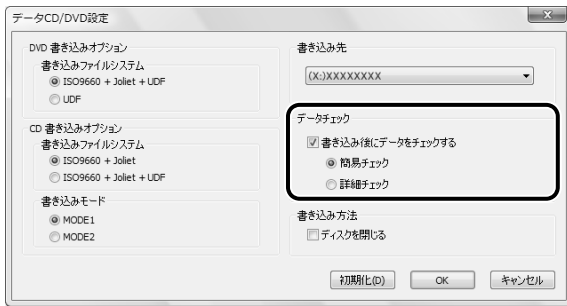 データCD/DVD設定
DVD 書き込みオプション
書き込みファイルシステム
ISO9660 + Joliet + UDF
UDF
CD 書き込みオプション
書き込みファイルシステム
ISO9660 + Joliet
ISO9660 + Joliet + UDF
書き込みモード
MODE1
MODE2
書き込み先
(X:)XXXXXXXX
データチェック
書き込み後にデータをチェックする
簡易チェック
詳細チェック
書き込み方法
ディスクを閉じる
初期化(D) OK キャンセル